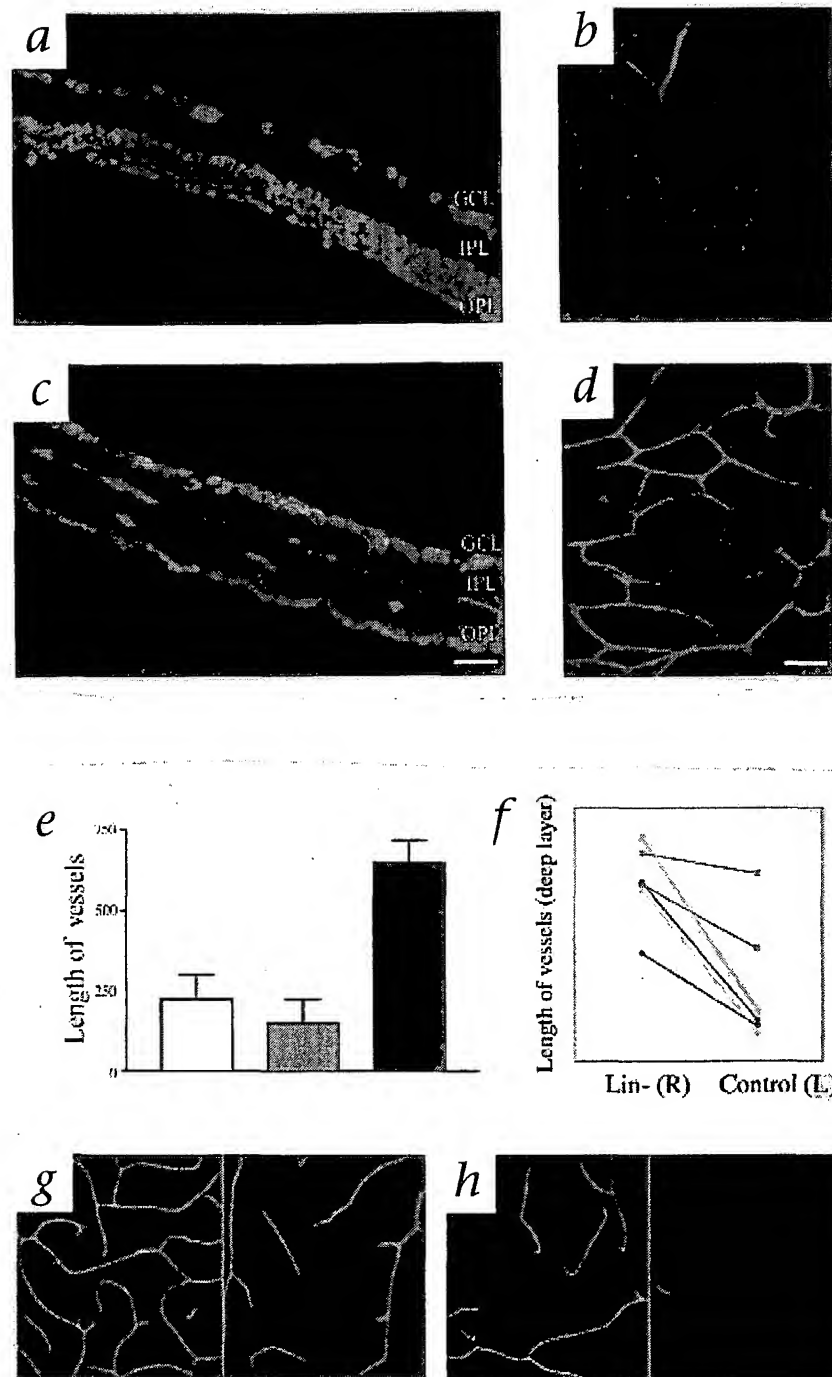 a
b
GCL
IPL
OPL
c
d
GCL
IPL
OPL
e
f
Length of vessels
750
500
250
0
Length of vessels (deep layer)
Lin- (R) Control (L)
g
h